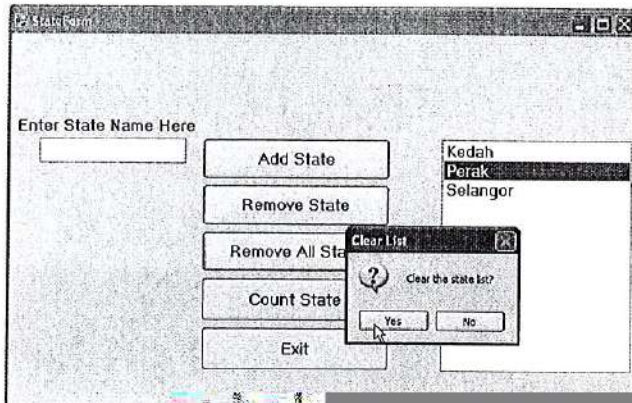 StateForm
Enter State Name Here
Add State
Remove State
Remove All Sta
Count State
Exit
Kedah
Perak
Selangor
Clear List
Clear the state list?
Yes
No